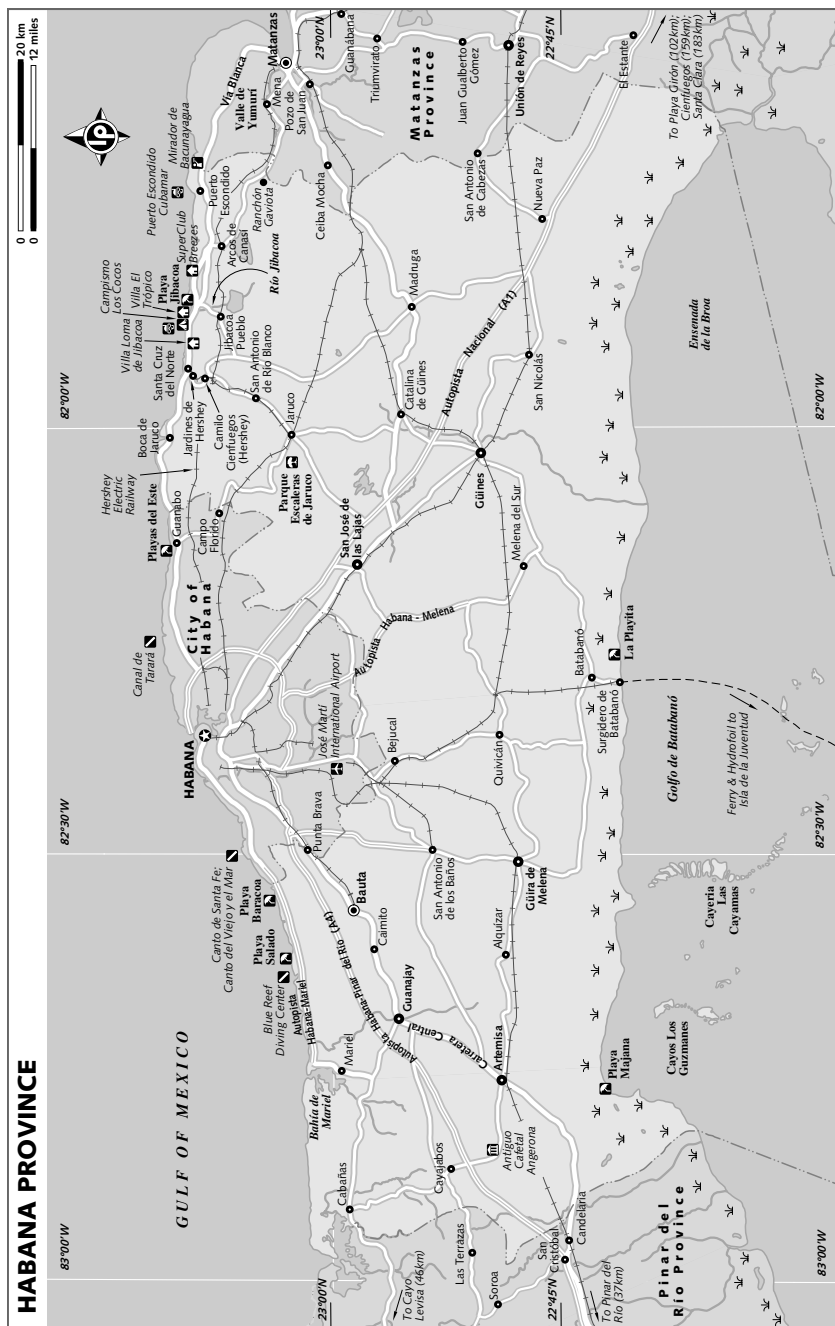 HABANA PROVINCE
0 20 km
0 12 miles
LP
GULF OF MEXICO
83°00'W
82°30'W
82°00'W
23°00'N
22°45'N
To Cayo
Levisa (46km)
Cabañas
Bahía de
Mariel
Mariel
Autopista
Habana-Mariel
Blue Reef
Diving Center
Playa
Salado
Playa
Baracoa
Canto de Santa Fe;
Canto del Viejo y el Mar
HABANA
Canal de
Tarará
City of
Habana
Playas del Este
Guanabo
Hershey
Electric
Railway
Campo
Florido
Boca de
Jaruco
Jardines de
Hershey
Camilo
Cienfuegos
(Hershey)
Santa Cruz
del Norte
Villa Loma
de Jibacoa
Campismo
Los Cocos
Villa El
Trópico
Playa
Jibacoa
SuperClub
Breezes
Jibacoa
Pueblo
Río Jibacoa
Arcos de
Canasí
Puerto Escondido
Cubamar
Puerto
Escondido
Mirador de
Bacunayagua
Ranchón
Gaviota
Vía Blanca
Valle de
Yumurí
Mena
Matanzas
Pozo de
San Juan
Guanábana
Triumvirato
Ceiba Mocha
Matanzas
Province
Juan Gualberto
Gómez
Unión de Reyes
San Antonio
de Cabezas
Nueva Paz
El Estante
To Playa Girón (102km);
Cienfuegos (159km);
Santa Clara (183km)
San Antonio
de Río Blanco
Jaruco
Parque
Escaleras
de Jaruco
Madruga
Catalina
de Güines
Autopista Nacional (A1)
San Nicolás
Güines
San José de
las Lajas
Melena del Sur
Autopista Habana - Melena
José Martí
International Airport
Bejucal
Quivicán
Batabanó
Surgidero de
Batabanó
La Playita
Punta Brava
Bauta
Caimito
San Antonio
de los Baños
Güira de
Melena
Alquízar
Autopista Habana-Pinar del Río (A4)
Guanajay
Carretera Central
Artemisa
Antiguo
Cafetal
Angerona
Cayajabos
Las Terrazas
Soroa
San
Cristóbal
Candelaria
To Pinar del
Río (37km)
22°45'N
Pinar del
Río Province
Playa
Majana
Cayos Los
Guzmanes
Cayería
Las
Cayamas
Golfo de Batabanó
Ferry & Hydrofoil to
Isla de la Juventud
Ensenada
de la Broa
83°00'W
82°30'W
82°00'W